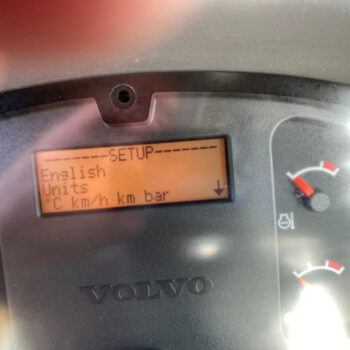 -------SETUP-------
English
Units
°C km/h km bar
VOLVO